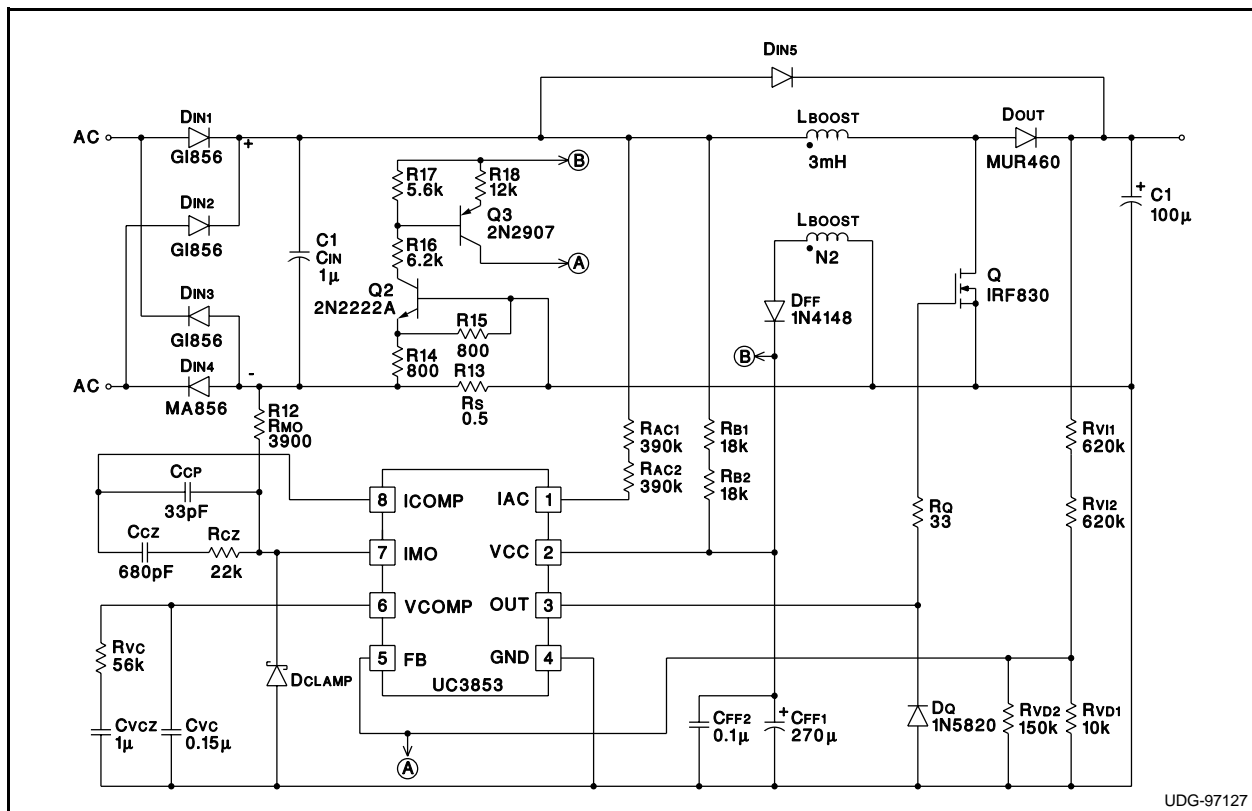 DIN5
AC
DIN1
GI856
+
LBOOST
3mH
DOUT
MUR460
DIN2
GI856
R17
5.6k
R18
12k
B
Q3
2N2907
A
C1
CIN
1µ
R16
6.2k
Q2
2N2222A
LBOOST
N2
+
C1
100µ
Q
IRF830
DIN3
GI856
R15
800
R14
800
DFF
1N4148
B
AC
DIN4
MA856
-
R13
RS
0.5
R12
RMO
3900
RAC1
390k
RB1
18k
RVI1
620k
RAC2
390k
RB2
18k
RQ
33
RVI2
620k
CCP
33pF
CCZ
680pF
RCZ
22k
8 ICOMP
IAC 1
7 IMO
VCC 2
6 VCOMP
OUT 3
5 FB
GND 4
UC3853
RVC
56k
CVCZ
1µ
CVC
0.15µ
DCLAMP
A
CFF2
0.1µ
+
CFF1
270µ
DQ
1N5820
RVD2
150k
RVD1
10k
UDG-97127